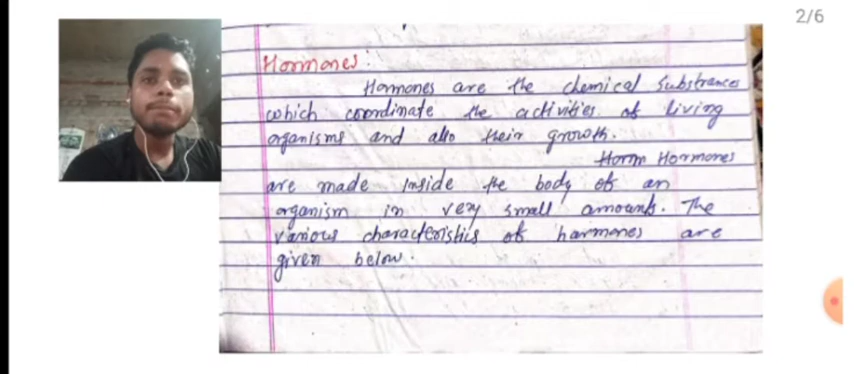 2/6
Hormones:
Hormones are the chemical Substrances
which coordinate the activities of living
organisms and also their growth.
Horm Hormones
are made inside the body of an
organism in very small amounts. The
various characteristics of harmones are
given below.